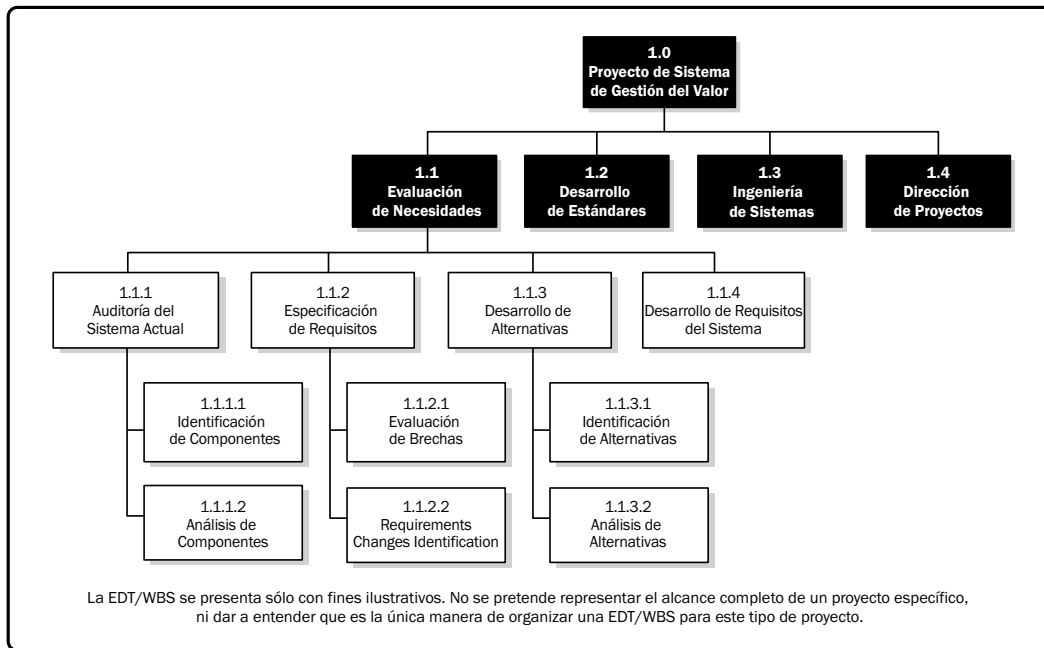 1.0
Proyecto de Sistema
de Gestión del Valor
1.1
Evaluación
de Necesidades
1.2
Desarrollo
de Estándares
1.3
Ingeniería
de Sistemas
1.4
Dirección
de Proyectos
1.1.1
Auditoría del
Sistema Actual
1.1.2
Especificación
de Requisitos
1.1.3
Desarrollo de
Alternativas
1.1.4
Desarrollo de Requisitos
del Sistema
1.1.1.1
Identificación
de Componentes
1.1.2.1
Evaluación
de Brechas
1.1.3.1
Identificación
de Alternativas
1.1.1.2
Análisis de
Componentes
1.1.2.2
Requirements
Changes Identification
1.1.3.2
Análisis de
Alternativas
La EDT/WBS se presenta sólo con fines ilustrativos. No se pretende representar el alcance completo de un proyecto específico,
ni dar a entender que es la única manera de organizar una EDT/WBS para este tipo de proyecto.